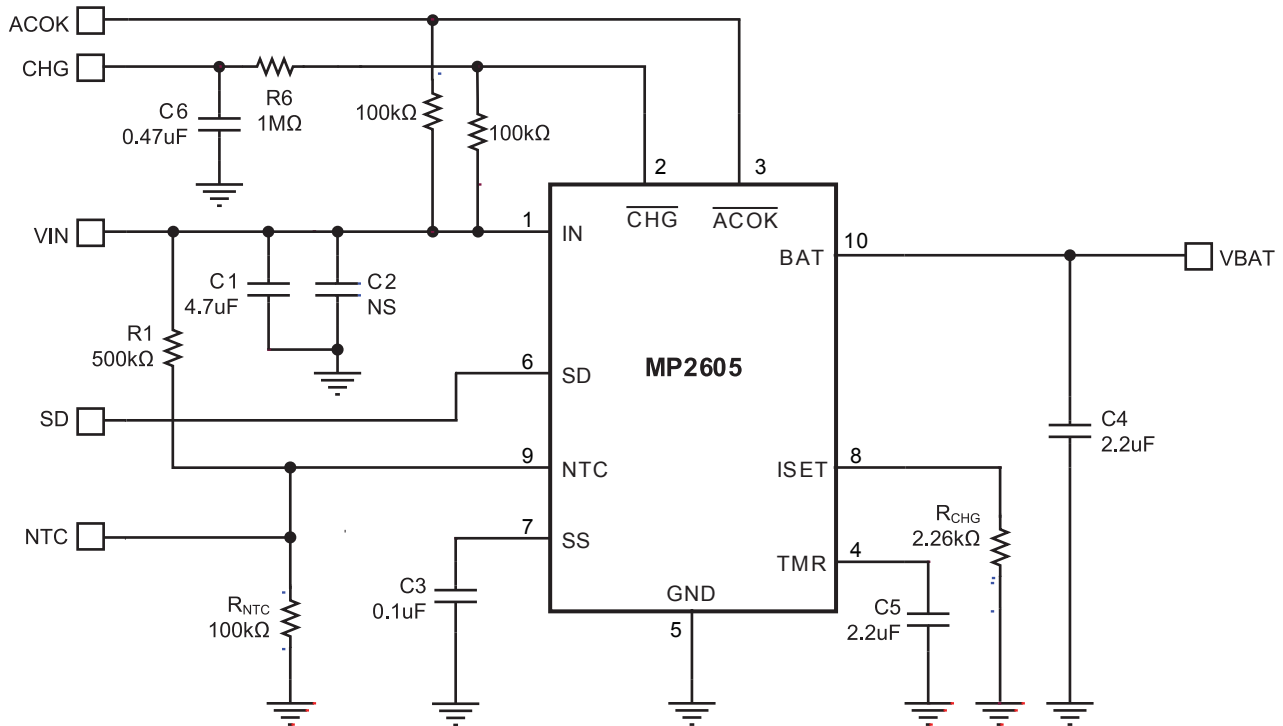 ACOK
CHG
R6
1MΩ
C6
0.47uF
100kΩ
100kΩ
2
3
CHG
ACOK
VIN
1
IN
10
BAT
VBAT
C1
4.7uF
C2
NS
R1
500kΩ
MP2605
6
SD
SD
C4
2.2uF
9
NTC
8
ISET
NTC
7
SS
RCHG
2.26kΩ
4
TMR
C3
0.1uF
GND
5
C5
2.2uF
RNTC
100kΩ